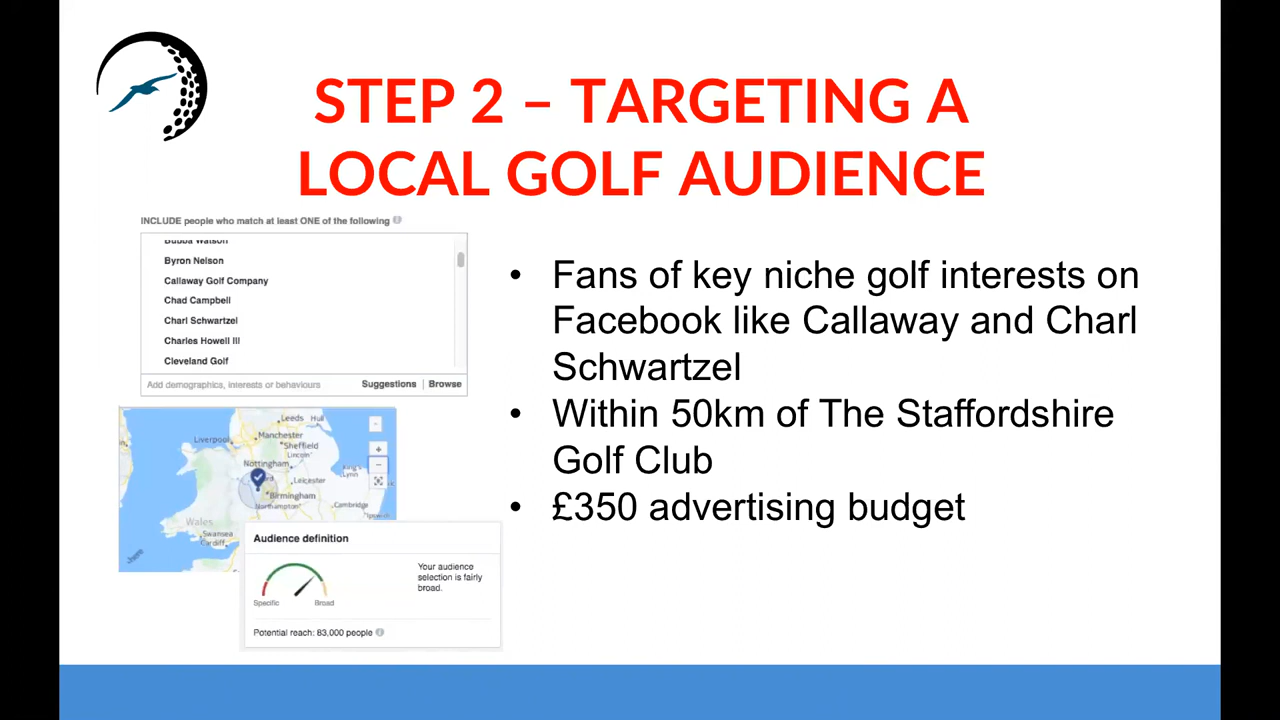 STEP 2 – TARGETING A
LOCAL GOLF AUDIENCE
INCLUDE people who match at least ONE of the following
Bubba Watson
Byron Nelson
Callaway Golf Company
Chad Campbell
Charl Schwartzel
Charles Howell III
Cleveland Golf
Add demographics, interests or behaviours Suggestions | Browse
• Fans of key niche golf interests on
Facebook like Callaway and Charl
Schwartzel
• Within 50km of The Staffordshire
Golf Club
• £350 advertising budget
Leeds Hull
Liverpool Manchester
Sheffield
Lincoln
Nottingham
King's
Lynn
Leicester
Birmingham
Northampton
Cambridge
Ipswich
Wales
Swansea
Cardiff
Audience definition
Your audience
selection is fairly
broad.
Specific Broad
Potential reach: 83,000 people